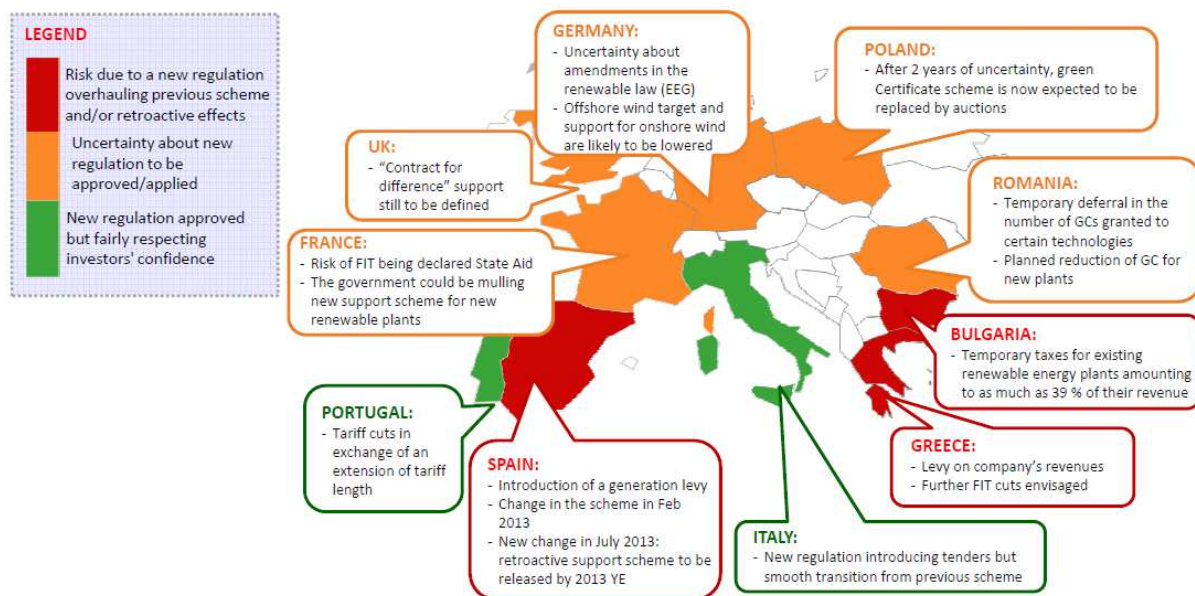 LEGEND
Risk due to a new regulation
overhauling previous scheme
and/or retroactive effects
Uncertainty about new
regulation to be
approved/applied
New regulation approved
but fairly respecting
investors' confidence
GERMANY:
- Uncertainty about
amendments in the
renewable law (EEG)
- Offshore wind target and
support for onshore wind
are likely to be lowered
POLAND:
- After 2 years of uncertainty, green
Certificate scheme is now expected to be
replaced by auctions
UK:
- "Contract for
difference" support
still to be defined
ROMANIA:
- Temporary deferral in the
number of GCs granted to
certain technologies
- Planned reduction of GC for
new plants
FRANCE:
- Risk of FIT being declared State Aid
- The government could be mulling
new support scheme for new
renewable plants
BULGARIA:
- Temporary taxes for existing
renewable energy plants amounting
to as much as 39 % of their revenue
PORTUGAL:
- Tariff cuts in
exchange of an
extension of tariff
length
SPAIN:
- Introduction of a generation levy
- Change in the scheme in Feb
2013
- New change in July 2013:
retroactive support scheme to be
released by 2013 YE
GREECE:
- Levy on company's revenues
- Further FIT cuts envisaged
ITALY:
- New regulation introducing tenders but
smooth transition from previous scheme